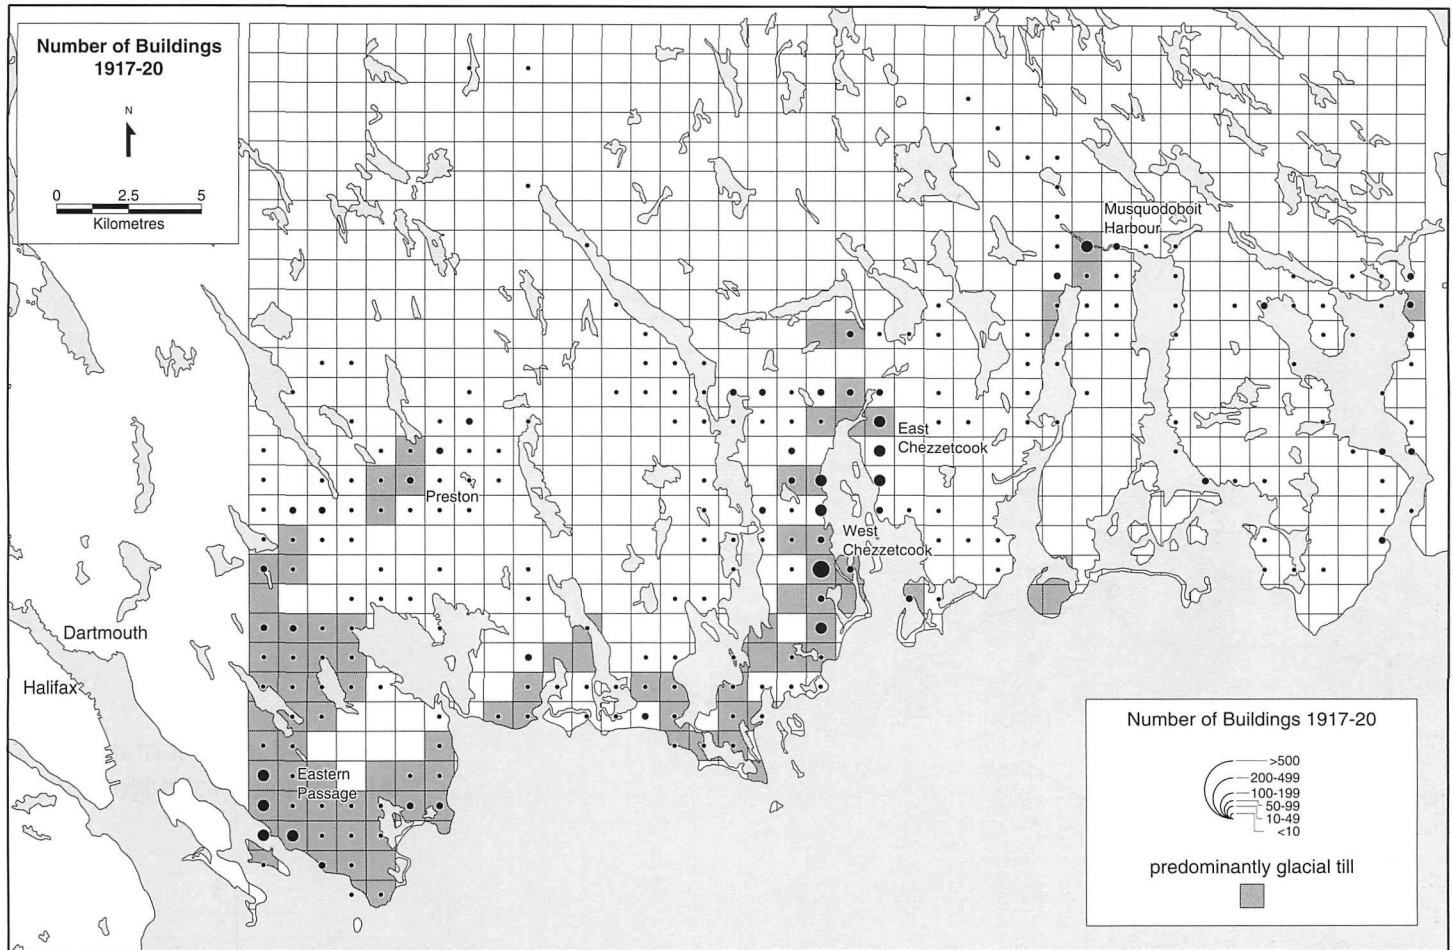 Number of Buildings
1917-20
N
0 2.5 5
Kilometres
Musquodoboit
Harbour
East
Chezzetcook
Preston
West
Chezzetcook
Dartmouth
Halifax
Eastern
Passage
Number of Buildings 1917-20
>500
200-499
100-199
50-99
10-49
<10
predominantly glacial till